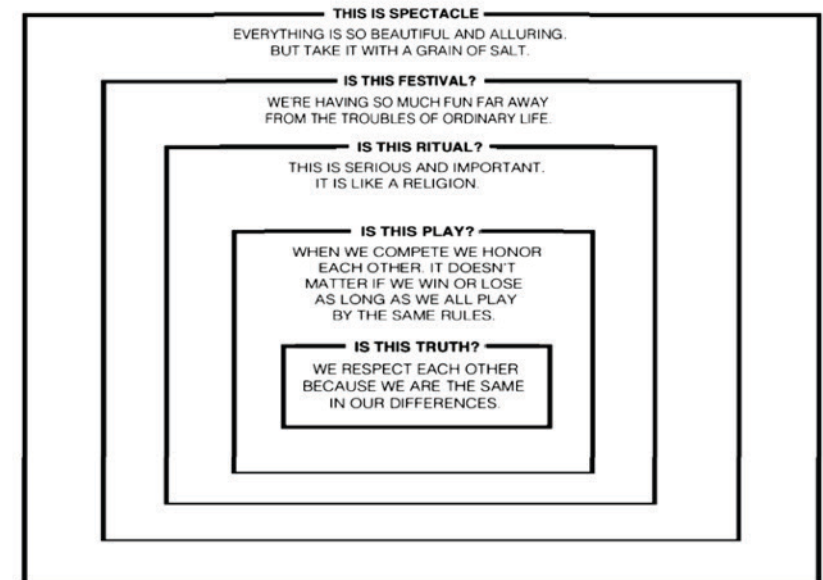 THIS IS SPECTACLE
EVERYTHING IS SO BEAUTIFUL AND ALLURING.
BUT TAKE IT WITH A GRAIN OF SALT.
IS THIS FESTIVAL?
WE'RE HAVING SO MUCH FUN FAR AWAY
FROM THE TROUBLES OF ORDINARY LIFE.
IS THIS RITUAL?
THIS IS SERIOUS AND IMPORTANT.
IT IS LIKE A RELIGION.
IS THIS PLAY?
WHEN WE COMPETE WE HONOR
EACH OTHER. IT DOESN'T
MATTER IF WE WIN OR LOSE
AS LONG AS WE ALL PLAY
BY THE SAME RULES.
IS THIS TRUTH?
WE RESPECT EACH OTHER
BECAUSE WE ARE THE SAME
IN OUR DIFFERENCES.